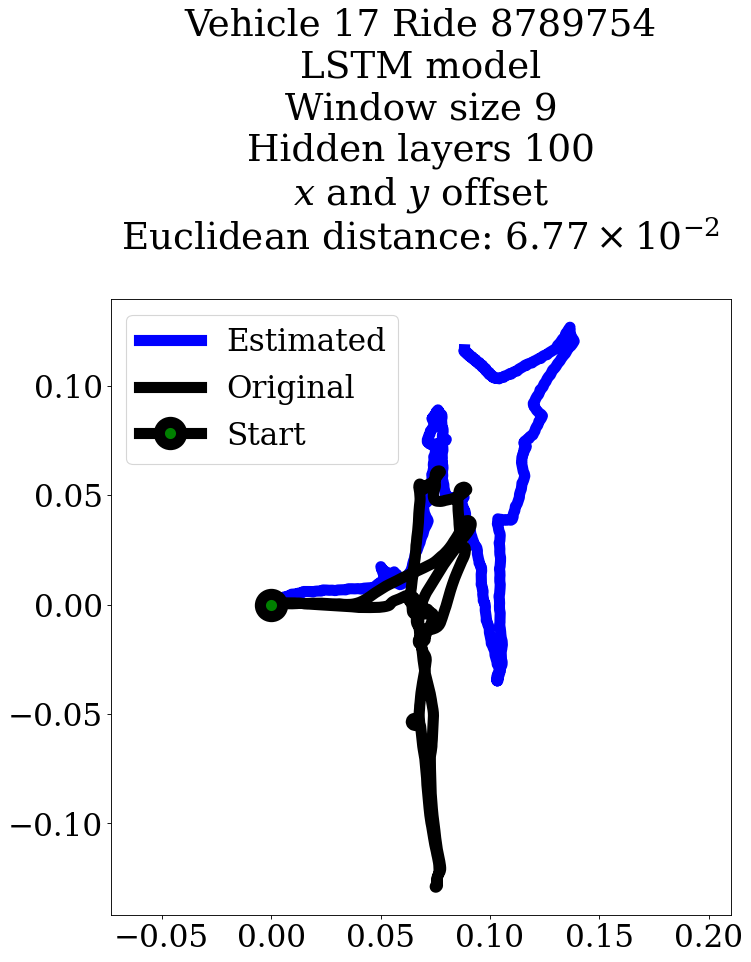 Vehicle 17 Ride 8789754
LSTM model
Window size 9
Hidden layers 100
x and y offset
Euclidean distance: 6.77 × 10⁻²
Estimated
Original
Start
0.10
0.05
0.00
−0.05
−0.10
−0.05 0.00 0.05 0.10 0.15 0.20